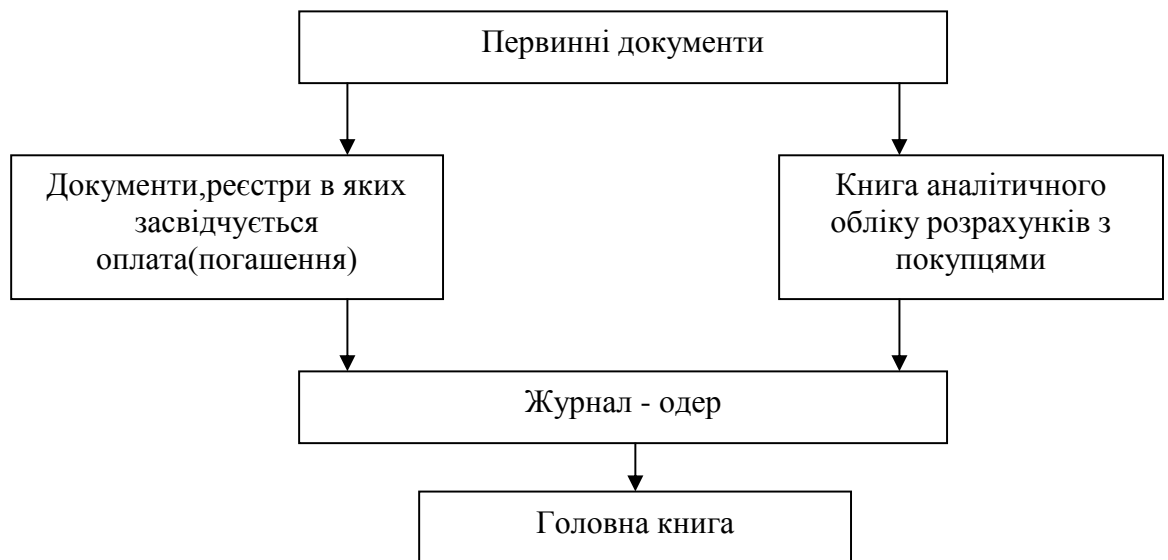 Первинні документи
Документи,реєстри в яких
засвідчується
оплата(погашення)
Книга аналітичного
обліку розрахунків з
покупцями
Журнал - одер
Головна книга